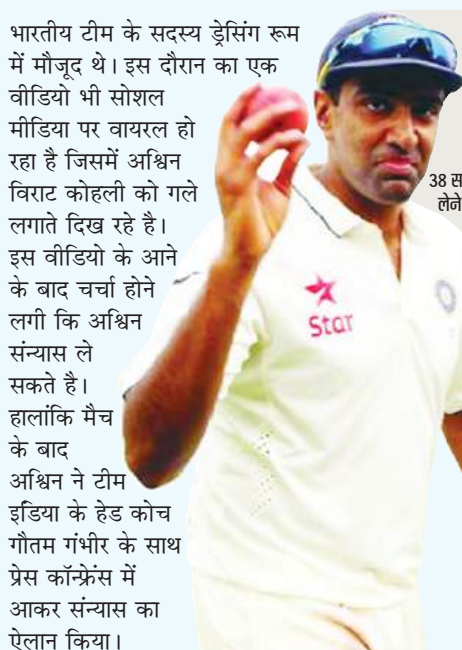 भारतीय टीम के सदस्य ड्रेसिंग रूम
में मौजूद थे। इस दौरान का एक
वीडियो भी सोशल
मीडिया पर वायरल हो
रहा है जिसमें अश्विन
विराट कोहली को गले
लगाते दिख रहे है।
इस वीडियो के आने
के बाद चर्चा होने
लगी कि अश्विन
संन्यास ले
सकते है।
हालांकि मैच
के बाद
अश्विन ने टीम
इंडिया के हेड कोच
गौतम गंभीर के साथ
प्रेस कॉन्फ्रेंस में
आकर संन्यास का
ऐलान किया।
38 स
लेने
Star